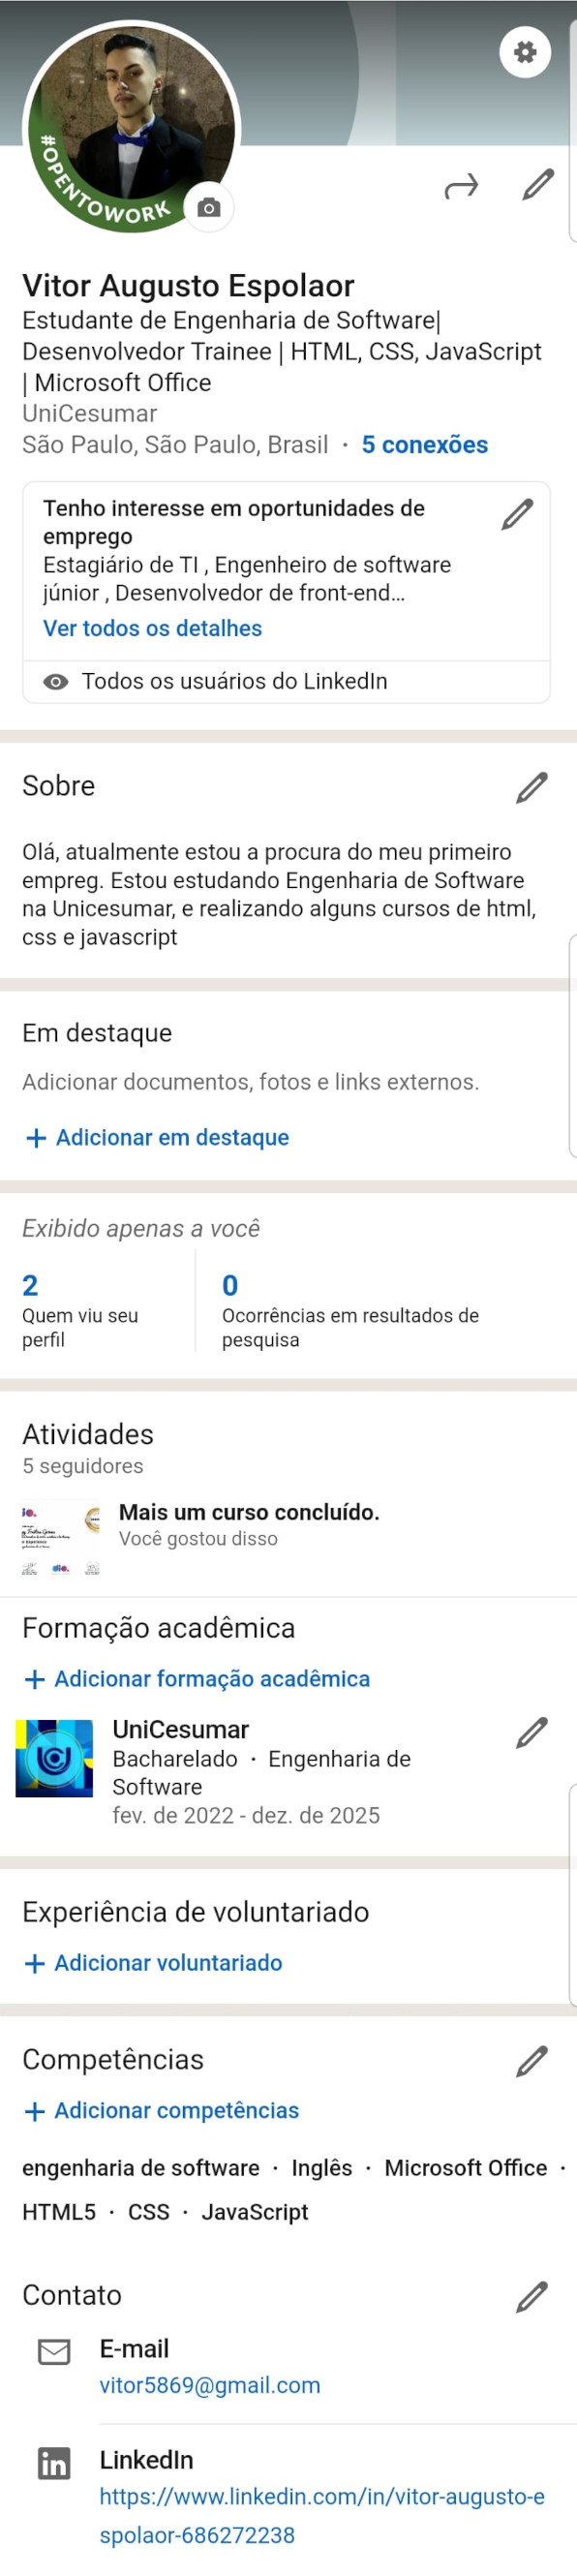 #OPENTOWORK
Vitor Augusto Espolaor
Estudante de Engenharia de Software|
Desenvolvedor Trainee | HTML, CSS, JavaScript
| Microsoft Office
UniCesumar
São Paulo, São Paulo, Brasil · 5 conexões
Tenho interesse em oportunidades de
emprego
Estagiário de TI , Engenheiro de software
júnior , Desenvolvedor de front-end...
Ver todos os detalhes
Todos os usuários do LinkedIn
Sobre
Olá, atualmente estou a procura do meu primeiro
empreg. Estou estudando Engenharia de Software
na Unicesumar, e realizando alguns cursos de html,
css e javascript
Em destaque
Adicionar documentos, fotos e links externos.
+ Adicionar em destaque
Exibido apenas a você
2
Quem viu seu
perfil
0
Ocorrências em resultados de
pesquisa
Atividades
5 seguidores
Mais um curso concluído.
Você gostou disso
dio.
Formação acadêmica
+ Adicionar formação acadêmica
UniCesumar
Bacharelado · Engenharia de
Software
fev. de 2022 - dez. de 2025
Experiência de voluntariado
+ Adicionar voluntariado
Competências
+ Adicionar competências
engenharia de software · Inglês · Microsoft Office ·
HTML5 · CSS · JavaScript
Contato
E-mail
vitor5869@gmail.com
in
LinkedIn
https://www.linkedin.com/in/vitor-augusto-e
spolaor-686272238